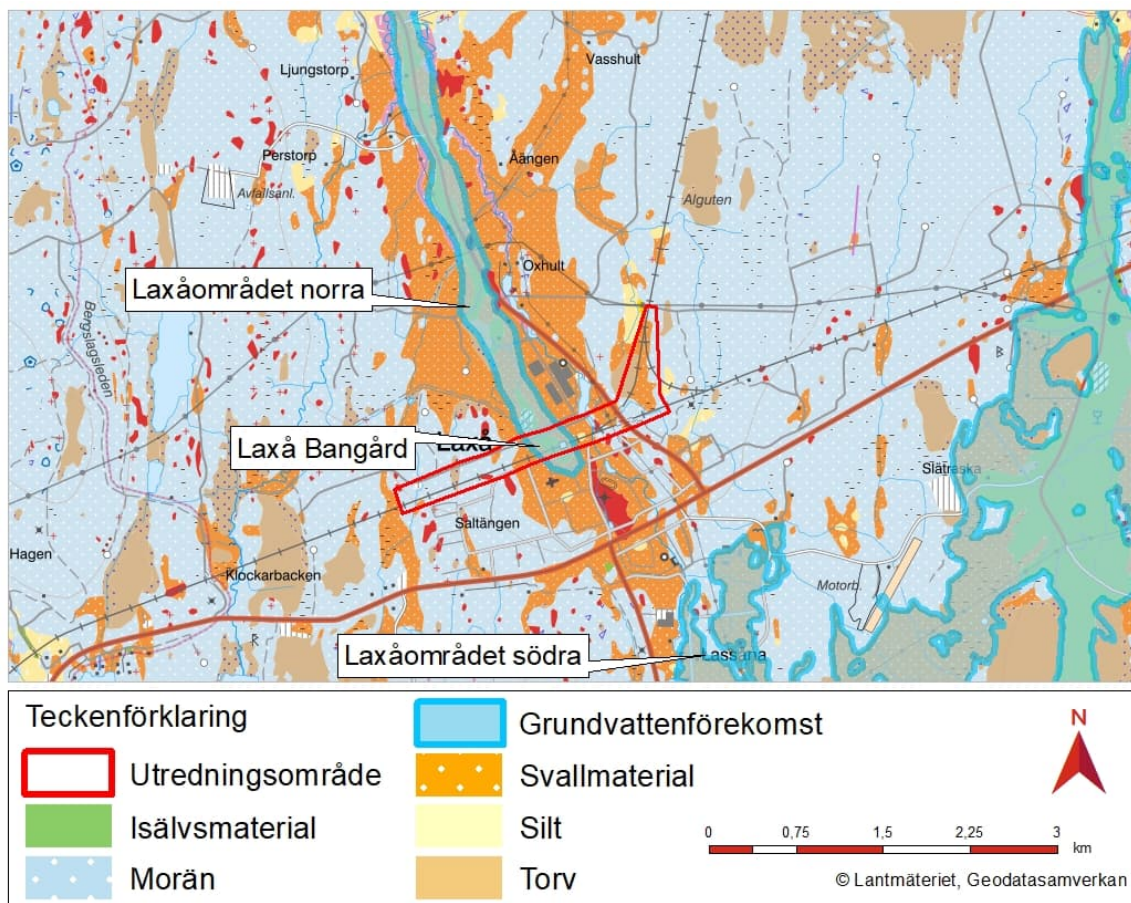 Ljungstorp
Vasshult
Perstorp
Åängen
Avfallsanl.
Älguten
Oxhult
Laxåområdet norra
Bergslagsleden
Laxå Bangård
Laxå
Slätraska
Saltängen
Hagen
Klockarbacken
Motorb.
Laxåområdet södra
Lassåna
Teckenförklaring
Utredningsområde
Isälvsmaterial
Morän
Grundvattenförekomst
Svallmaterial
Silt
Torv
N
0 0,75 1,5 2,25 3
km
© Lantmäteriet, Geodatasamverkan